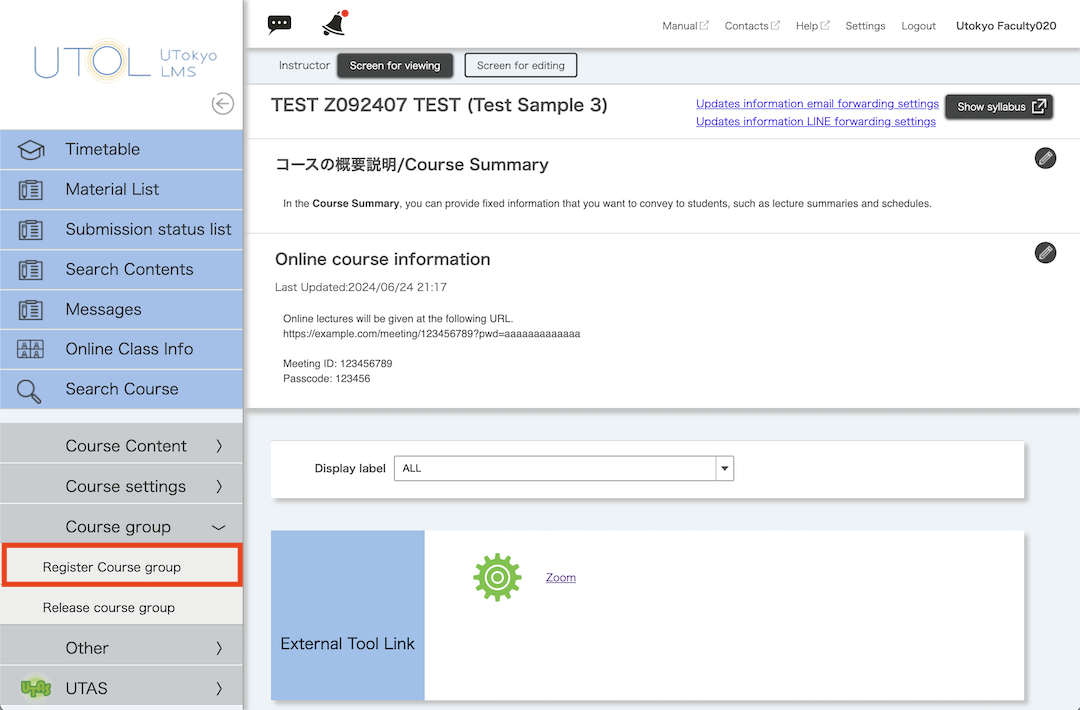 UTOL UTokyo
LMS
Timetable
Material List
Submission status list
Search Contents
Messages
Online Class Info
Search Course
Course Content
Course settings
Course group
Register Course group
Release course group
Other
UTAS
Manual Contacts Help Settings Logout Utokyo Faculty020
Instructor Screen for viewing Screen for editing
TEST Z092407 TEST (Test Sample 3)
Updates information email forwarding settings
Updates information LINE forwarding settings
Show syllabus
コースの概要説明/Course Summary
In the Course Summary, you can provide fixed information that you want to convey to students, such as lecture summaries and schedules.
Online course information
Last Updated:2024/06/24 21:17
Online lectures will be given at the following URL.
https://example.com/meeting/123456789?pwd=aaaaaaaaaaaaa
Meeting ID: 123456789
Passcode: 123456
Display label ALL
External Tool Link
Zoom